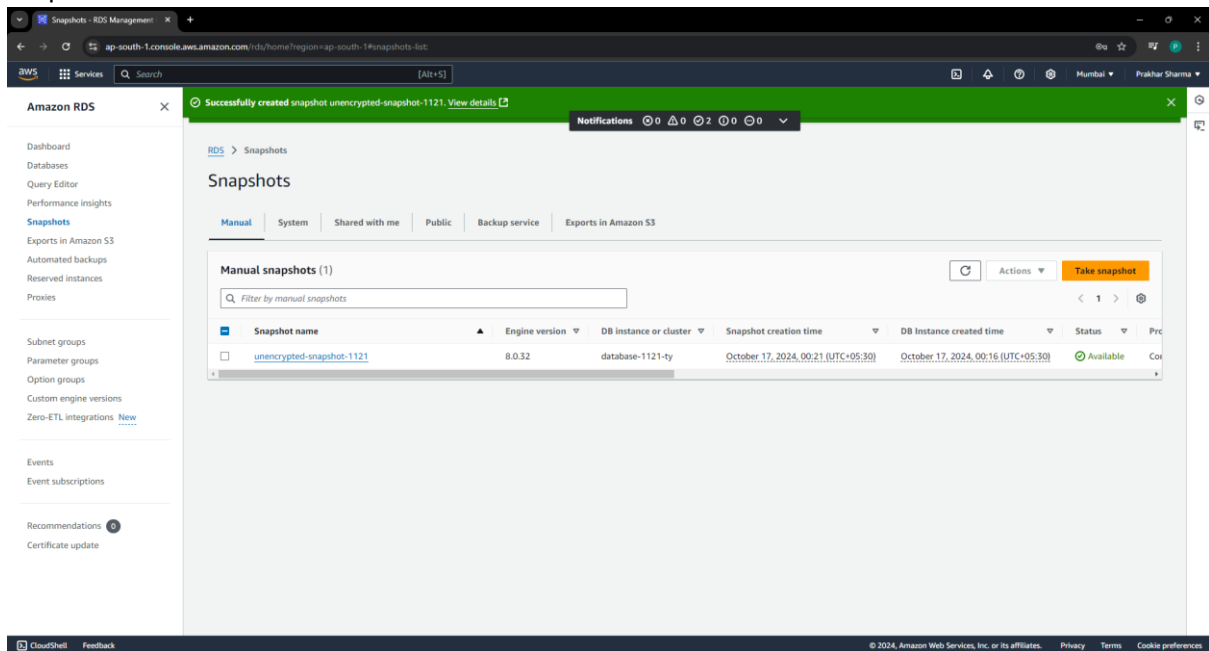 Snapshots - RDS Management
ap-south-1.console.aws.amazon.com/rds/home?region=ap-south-1#snapshots-list:
aws Services Search [Alt+S] Mumbai Prakhar Sharma
Amazon RDS
Successfully created snapshot unencrypted-snapshot-1121. View details
Notifications 0 0 2 0 0
Dashboard
Databases
Query Editor
Performance insights
Snapshots
Exports in Amazon S3
Automated backups
Reserved instances
Proxies
Subnet groups
Parameter groups
Option groups
Custom engine versions
Zero-ETL integrations New
Events
Event subscriptions
Recommendations 0
Certificate update
RDS > Snapshots
Snapshots
Manual System Shared with me Public Backup service Exports in Amazon S3
Manual snapshots (1) Actions Take snapshot
Filter by manual snapshots 1
Snapshot name Engine version DB instance or cluster Snapshot creation time DB Instance created time Status
unencrypted-snapshot-1121 8.0.32 database-1121-ty October 17, 2024, 00:21 (UTC+05:30) October 17, 2024, 00:16 (UTC+05:30) Available
CloudShell Feedback © 2024, Amazon Web Services, Inc. or its affiliates. Privacy Terms Cookie preferences